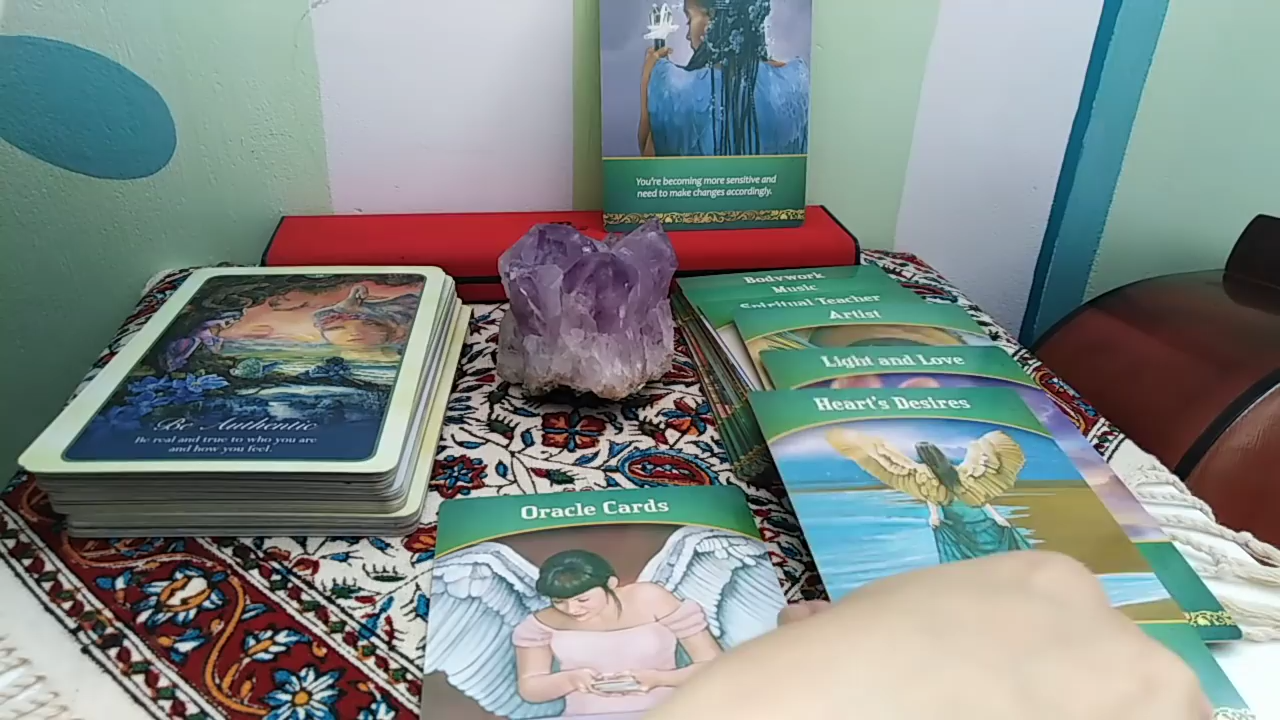 You're becoming more sensitive and
need to make changes accordingly.
Be Authentic
Be real and true to who you are
and how you feel.
Bodywork
Music
Spiritual Teacher
Artist
Light and Love
Heart's Desires
Oracle Cards